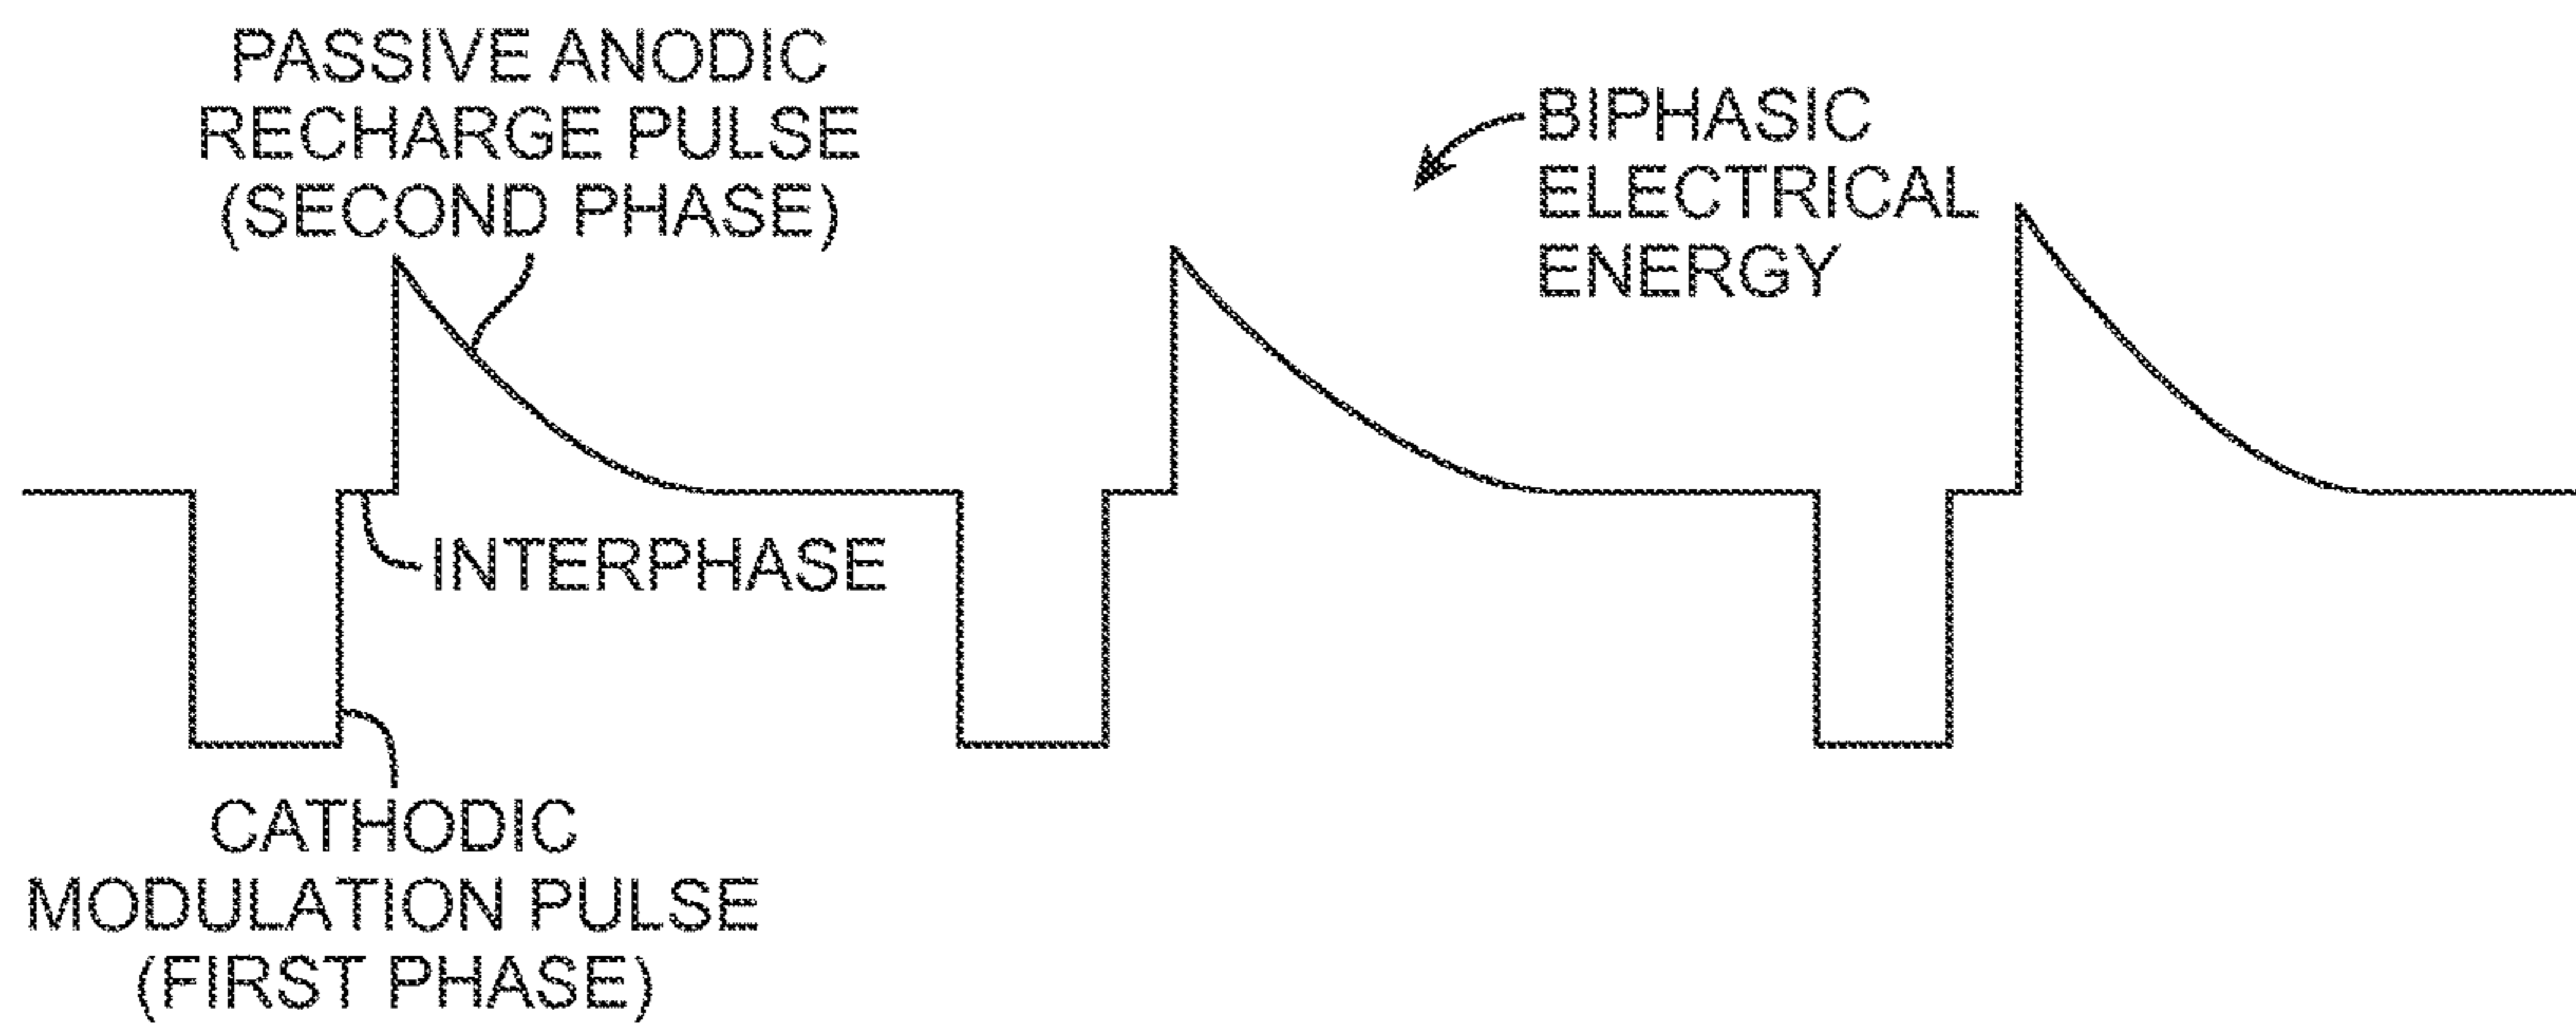 PASSIVE ANODIC
RECHARGE PULSE
(SECOND PHASE)
BIPHASIC
ELECTRICAL
ENERGY
INTERPHASE
CATHODIC
MODULATION PULSE
(FIRST PHASE)